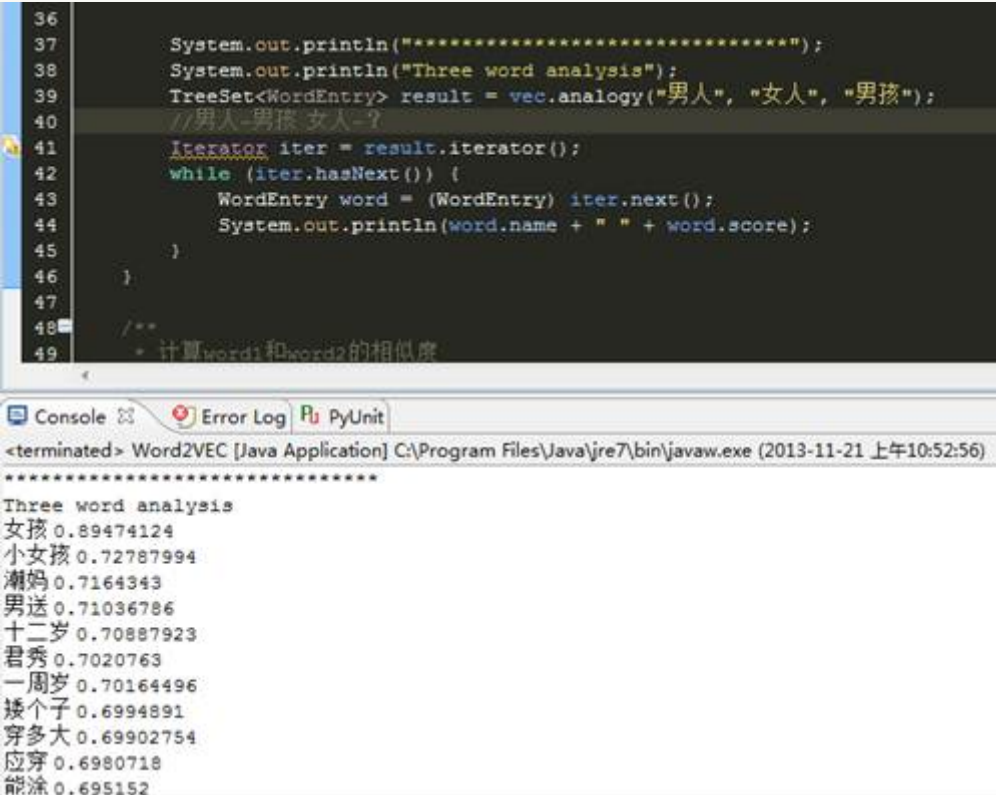 36
37 System.out.println("*******************************");
38 System.out.println("Three word analysis");
39 TreeSet<WordEntry> result = vec.analogy("男人", "女人", "男孩");
40 //男人-男孩 女人-？
41 Iterator iter = result.iterator();
42 while (iter.hasNext()) {
43 WordEntry word = (WordEntry) iter.next();
44 System.out.println(word.name + " " + word.score);
45 }
46 }
47
48 /**
49 * 计算word1和word2的相似度
Console Error Log PyUnit
<terminated> Word2VEC [Java Application] C:\Program Files\Java\jre7\bin\javaw.exe (2013-11-21 上午10:52:56)
*******************************
Three word analysis
女孩 0.89474124
小女孩 0.72787994
潮妈 0.7164343
男送 0.71036786
十二岁 0.70887923
君秀 0.7020763
一周岁 0.70164496
矮个子 0.6994891
穿多大 0.69902754
应穿 0.6980718
能涂 0.695152